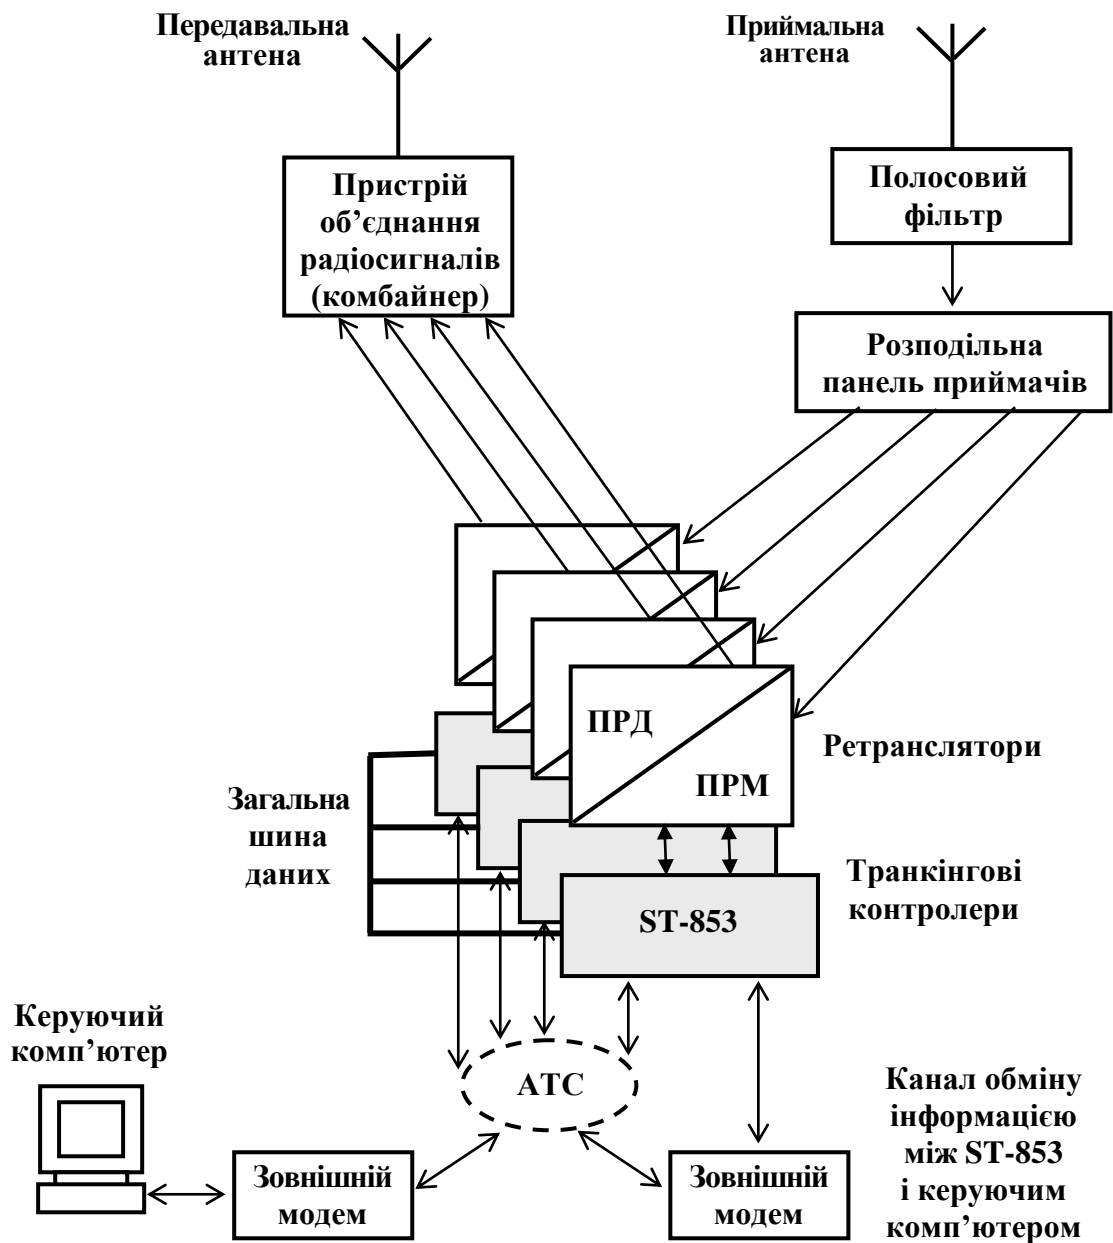 Передавальна
антена
Приймальна
антена
Пристрій
об’єднання
радіосигналів
(комбайнер)
Полосовий
фільтр
Розподільна
панель приймачів
ПРД
ПРМ
Ретранслятори
Загальна
шина
даних
Транкінгові
контролери
ST-853
Керуючий
комп’ютер
АТС
Зовнішній
модем
Зовнішній
модем
Канал обміну
інформацією
між ST-853
і керуючим
комп’ютером